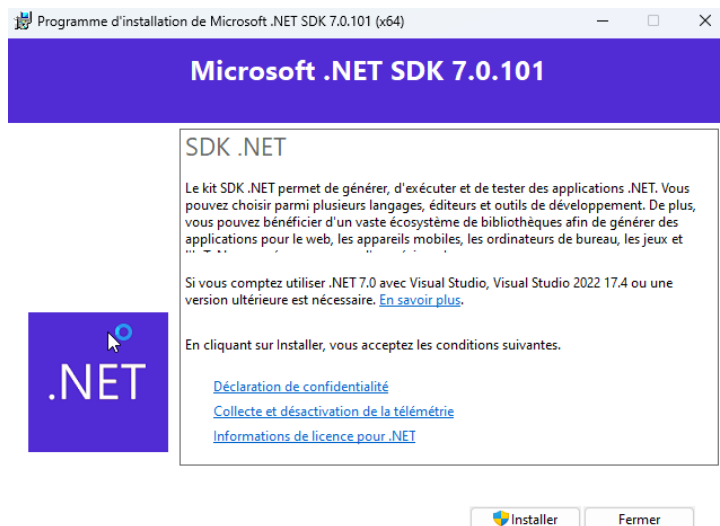 Programme d'installation de Microsoft .NET SDK 7.0.101 (x64)
Microsoft .NET SDK 7.0.101
SDK .NET
Le kit SDK .NET permet de générer, d'exécuter et de tester des applications .NET. Vous
pouvez choisir parmi plusieurs langages, éditeurs et outils de développement. De plus,
vous pouvez bénéficier d'un vaste écosystème de bibliothèques afin de générer des
applications pour le web, les appareils mobiles, les ordinateurs de bureau, les jeux et
Si vous comptez utiliser .NET 7.0 avec Visual Studio, Visual Studio 2022 17.4 ou une
version ultérieure est nécessaire. En savoir plus.
En cliquant sur Installer, vous acceptez les conditions suivantes.
.NET
Déclaration de confidentialité
Collecte et désactivation de la télémétrie
Informations de licence pour .NET
Installer
Fermer